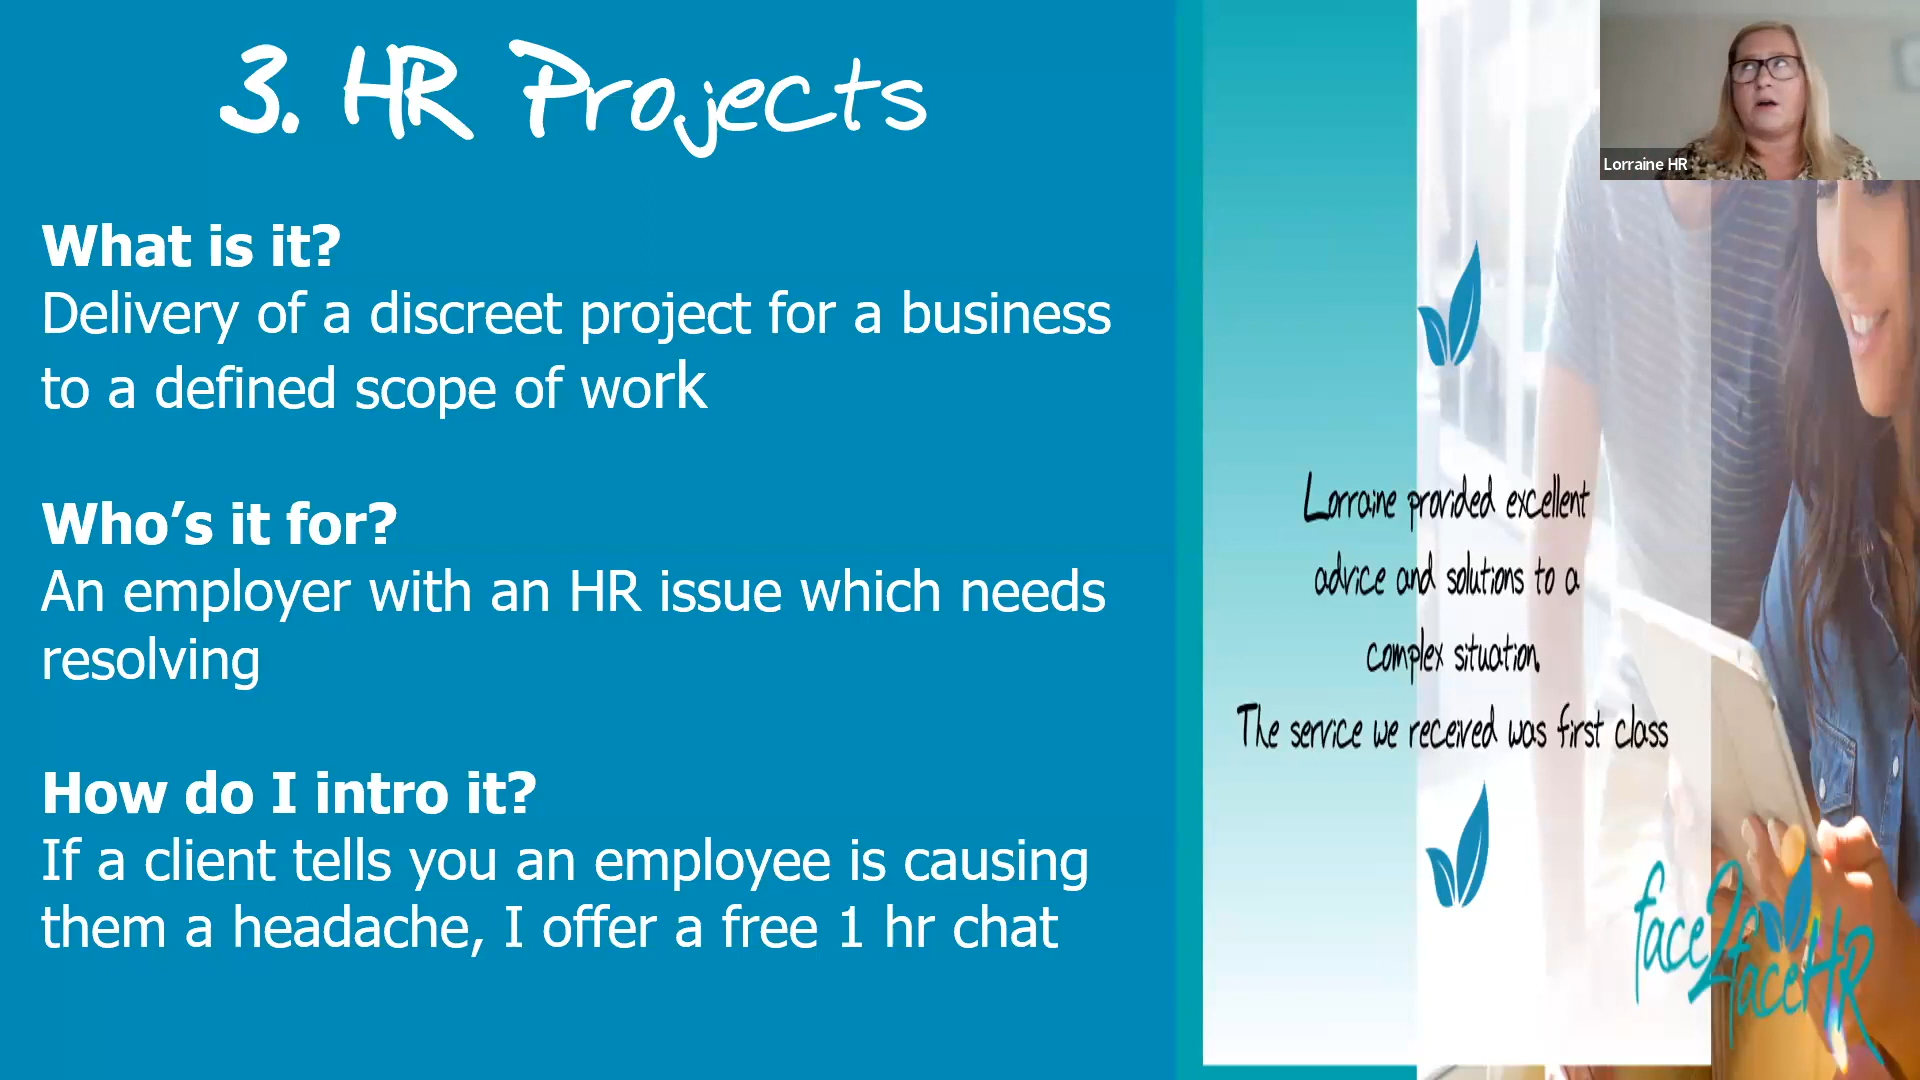 3. HR Projects
What is it?
Delivery of a discreet project for a business
to a defined scope of work
Who’s it for?
An employer with an HR issue which needs
resolving
How do I intro it?
If a client tells you an employee is causing
them a headache, I offer a free 1 hr chat
Lorraine HR
Lorraine provided excellent
advice and solutions to a
complex situation.
The service we received was first class
face2faceHR